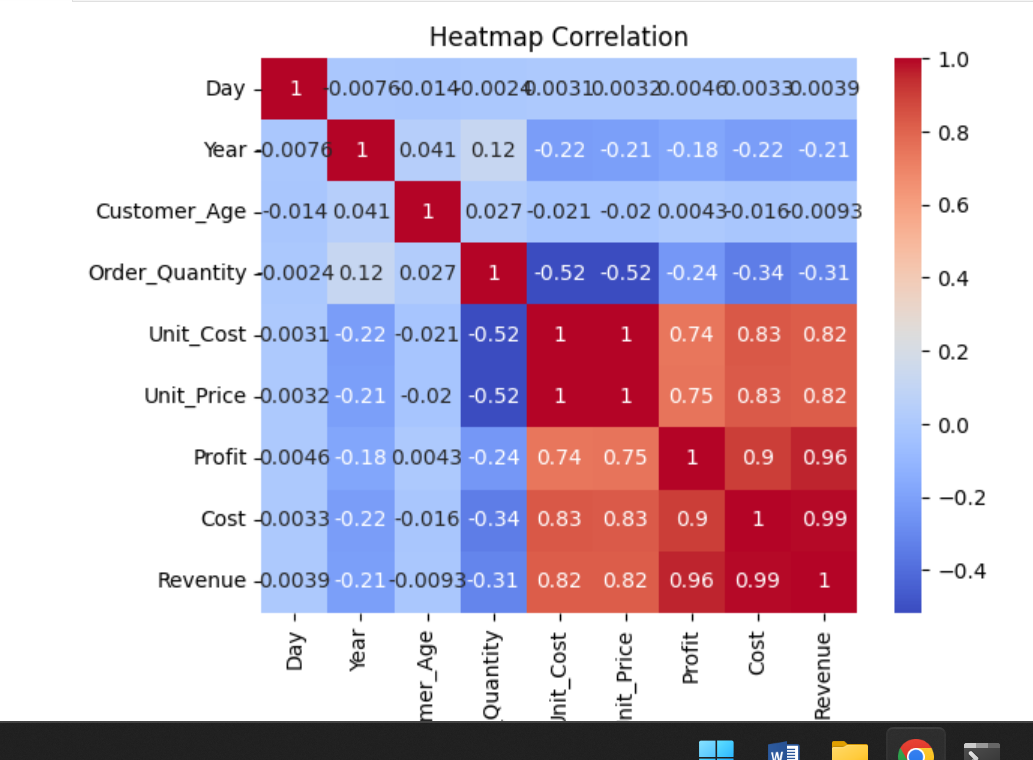 Heatmap Correlation
Day 1 -0.0076 -0.014 -0.0024 0.0031 0.0032 0.0046 0.0033 0.0039
Year -0.0076 1 0.041 0.12 -0.22 -0.21 -0.18 -0.22 -0.21
Customer_Age -0.014 0.041 1 0.027 -0.021 -0.02 0.0043 -0.016 -0.0093
Order_Quantity -0.0024 0.12 0.027 1 -0.52 -0.52 -0.24 -0.34 -0.31
Unit_Cost 0.0031 -0.22 -0.021 -0.52 1 1 0.74 0.83 0.82
Unit_Price 0.0032 -0.21 -0.02 -0.52 1 1 0.75 0.83 0.82
Profit 0.0046 -0.18 0.0043 -0.24 0.74 0.75 1 0.9 0.96
Cost 0.0033 -0.22 -0.016 -0.34 0.83 0.83 0.9 1 0.99
Revenue 0.0039 -0.21 -0.0093 -0.31 0.82 0.82 0.96 0.99 1
Day
Year
mer_Age
Quantity
Unit_Cost
nit_Price
Profit
Cost
Revenue
1.0
0.8
0.6
0.4
0.2
0.0
−0.2
−0.4
W